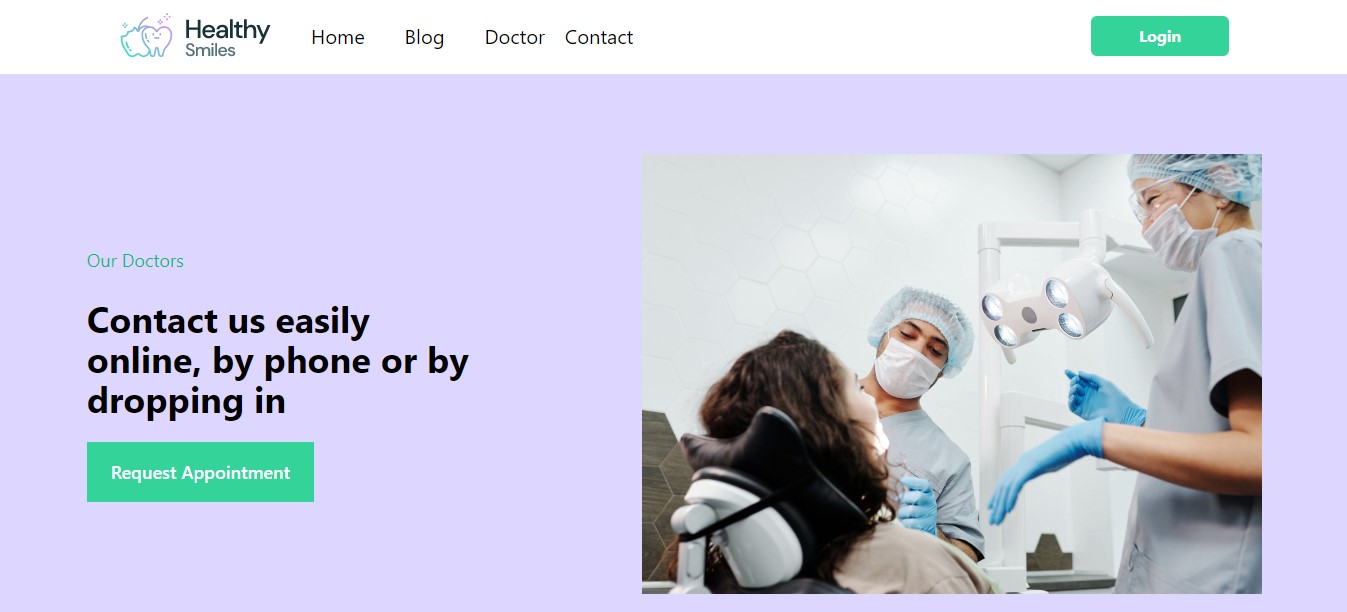 Healthy
Smiles
Home Blog Doctor Contact
Login
Our Doctors
Contact us easily
online, by phone or by
dropping in
Request Appointment